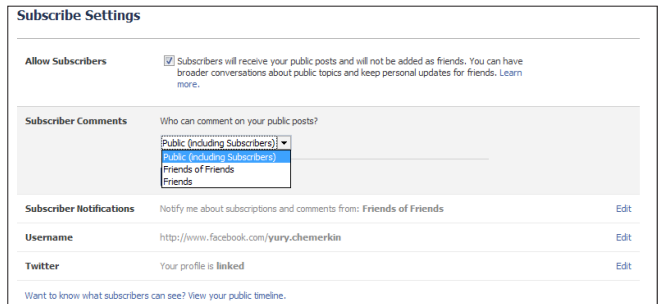 Subscribe Settings
Allow Subscribers
Subscribers will receive your public posts and will not be added as friends. You can have
broader conversations about public topics and keep personal updates for friends. Learn
more.
Subscriber Comments
Who can comment on your public posts?
Public (including Subscribers)
Public (including Subscribers)
Friends of Friends
Friends
Subscriber Notifications Notify me about subscriptions and comments from: Friends of Friends Edit
Username http://www.facebook.com/yury.chemerkin Edit
Twitter Your profile is linked Edit
Want to know what subscribers can see? View your public timeline.